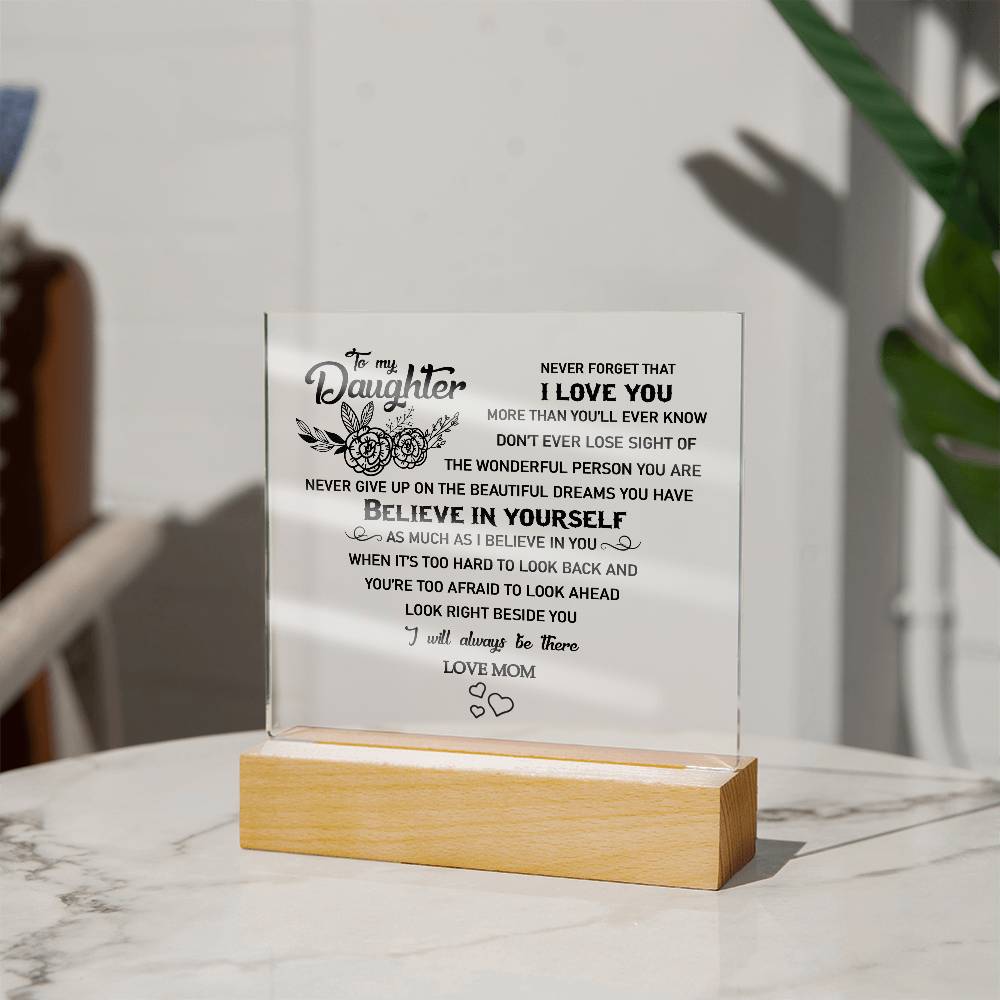 To my
Daughter
NEVER FORGET THAT
I LOVE YOU
MORE THAN YOU'LL EVER KNOW
DON'T EVER LOSE SIGHT OF
THE WONDERFUL PERSON YOU ARE
NEVER GIVE UP ON THE BEAUTIFUL DREAMS YOU HAVE
BELIEVE IN YOURSELF
AS MUCH AS I BELIEVE IN YOU
WHEN IT'S TOO HARD TO LOOK BACK AND
YOU'RE TOO AFRAID TO LOOK AHEAD
LOOK RIGHT BESIDE YOU
I will always be there
LOVE MOM